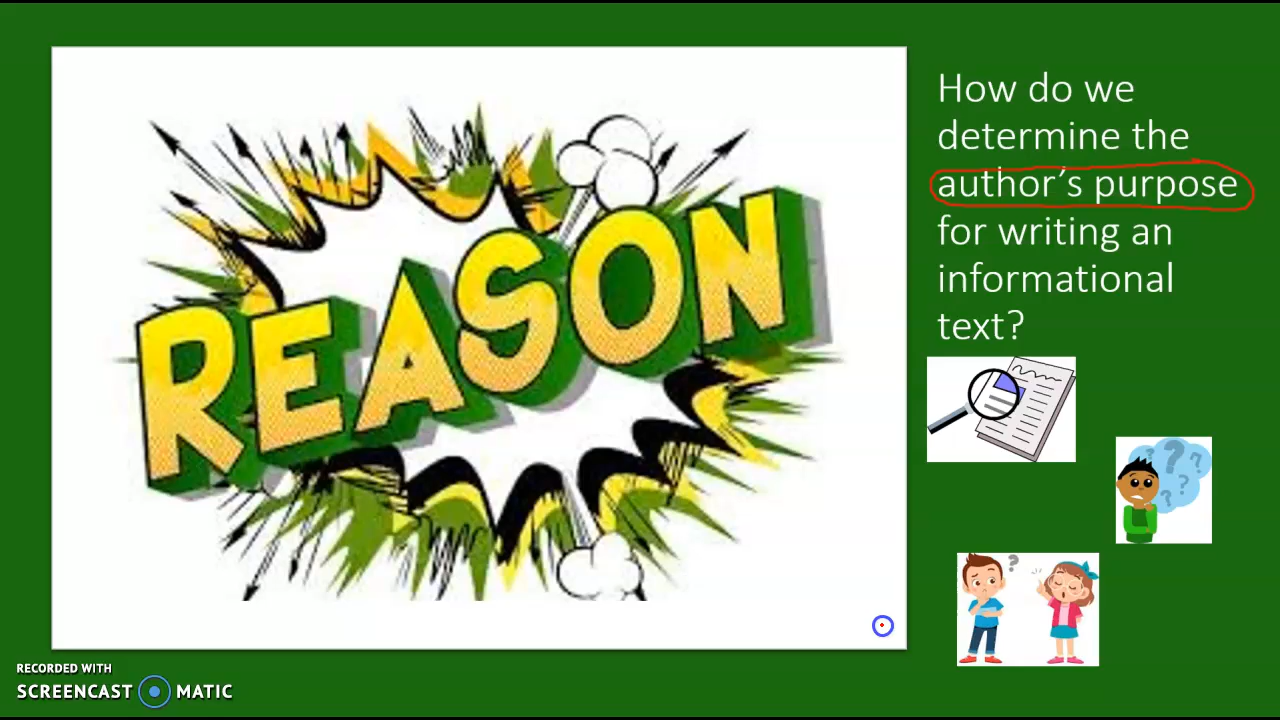 REASON
How do we
determine the
author’s purpose
for writing an
informational
text?
RECORDED WITH
SCREENCAST MATIC